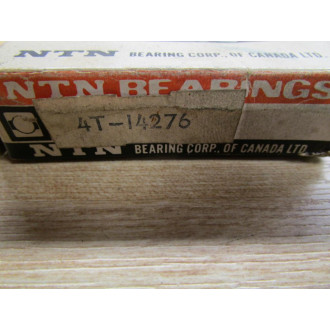 NTN BEARING CORP. OF CANADA LTD.
NTN BEARINGS
4T-14276
NTN BEARING CORP., OF CANADA LTD.